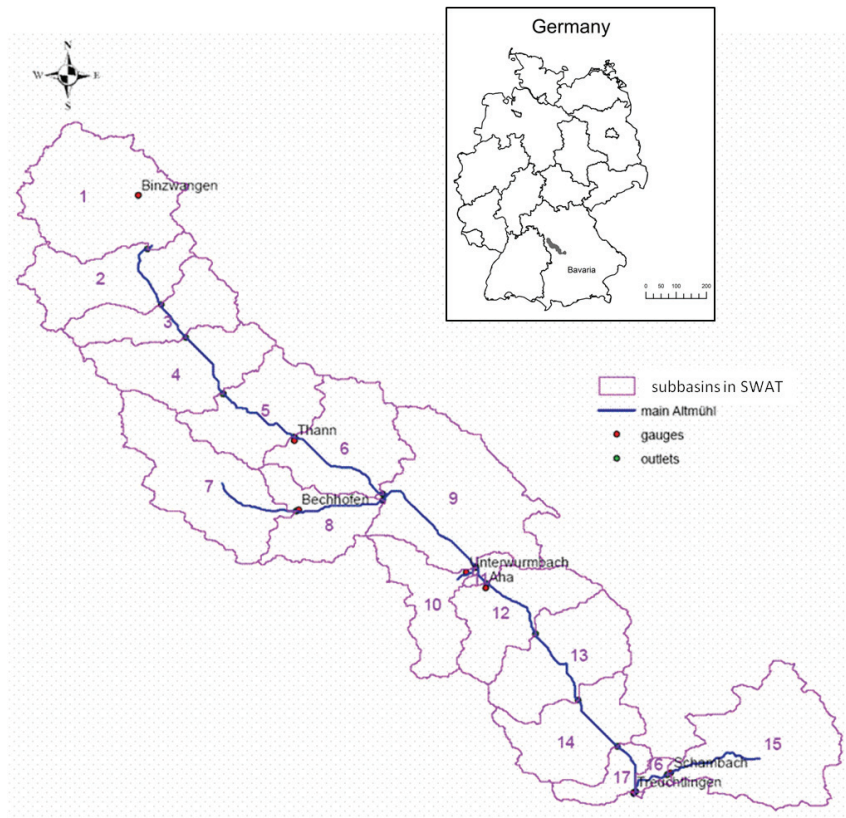 Germany
Bavaria
0 50 100 200
N
W E
S
Binzwangen
1
2
3
4
5
Thann
6
7
Bechhofen
8
9
Unterwurmbach
Aha
10
12
13
14
15
16
Schambach
17
Treuchtlingen
subbasins in SWAT
main Altmühl
gauges
outlets